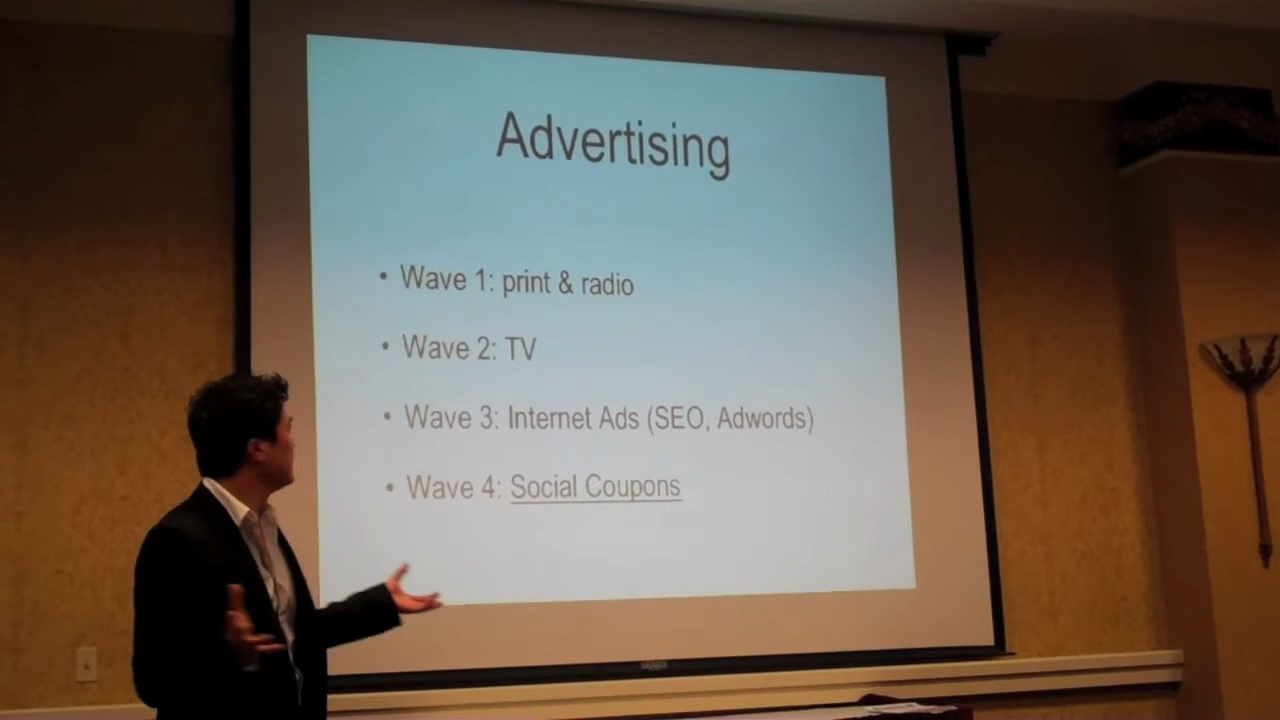 Advertising
• Wave 1: print & radio
• Wave 2: TV
• Wave 3: Internet Ads (SEO, Adwords)
• Wave 4: Social Coupons